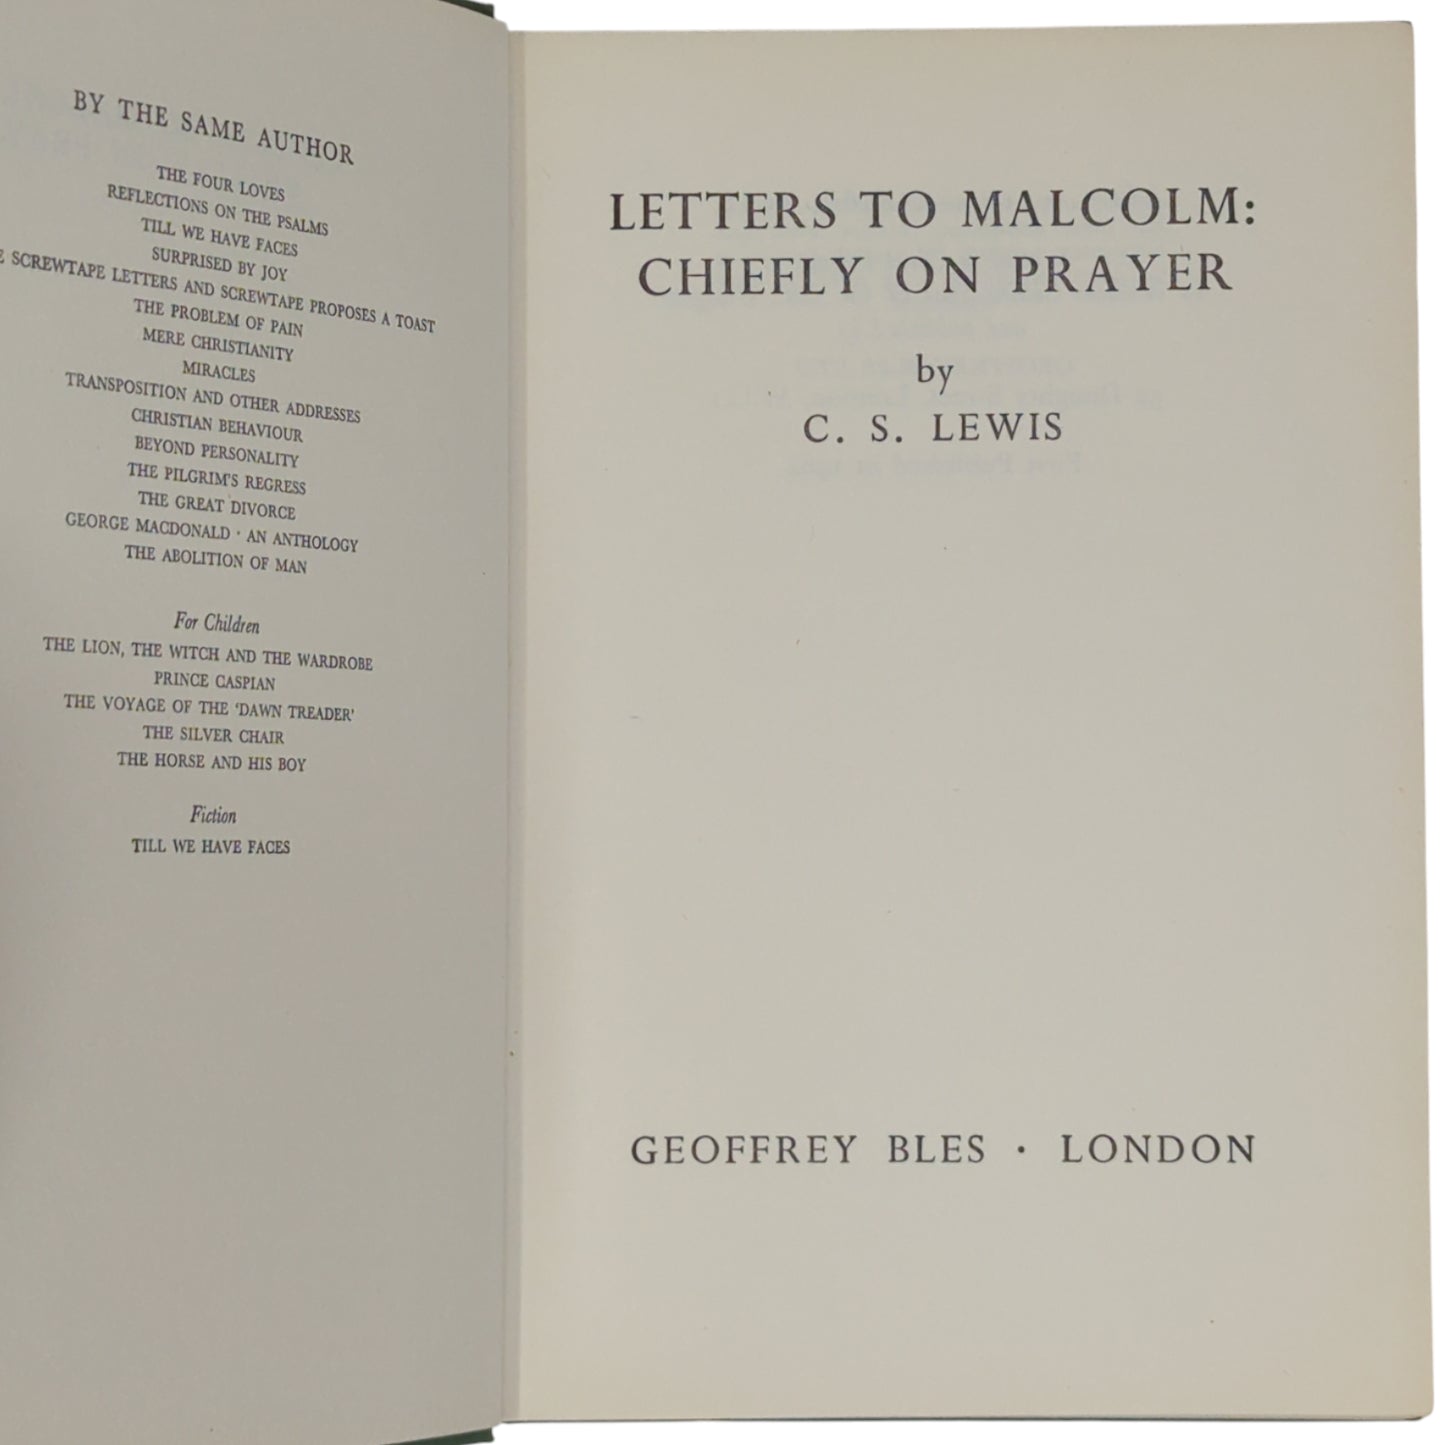 BY THE SAME AUTHOR
THE FOUR LOVES
REFLECTIONS ON THE PSALMS
TILL WE HAVE FACES
SURPRISED BY JOY
SCREWTAPE LETTERS AND SCREWTAPE PROPOSES A TOAST
THE PROBLEM OF PAIN
MERE CHRISTIANITY
MIRACLES
TRANSPOSITION AND OTHER ADDRESSES
CHRISTIAN BEHAVIOUR
BEYOND PERSONALITY
THE PILGRIM'S REGRESS
THE GREAT DIVORCE
GEORGE MACDONALD · AN ANTHOLOGY
THE ABOLITION OF MAN
For Children
THE LION, THE WITCH AND THE WARDROBE
PRINCE CASPIAN
THE VOYAGE OF THE 'DAWN TREADER'
THE SILVER CHAIR
THE HORSE AND HIS BOY
Fiction
TILL WE HAVE FACES
LETTERS TO MALCOLM:
CHIEFLY ON PRAYER
by
C. S. LEWIS
GEOFFREY BLES · LONDON